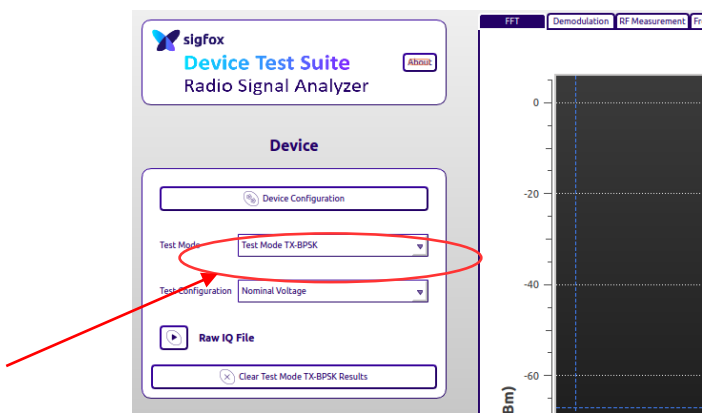 sigfox
Device Test Suite
Radio Signal Analyzer
About
Device
Device Configuration
Test Mode
Test Mode TX-BPSK
Test Configuration
Nominal Voltage
Raw IQ File
Clear Test Mode TX-BPSK Results
FFT
Demodulation
RF Measurement
Fr
0
-20
-40
-60
Bm)